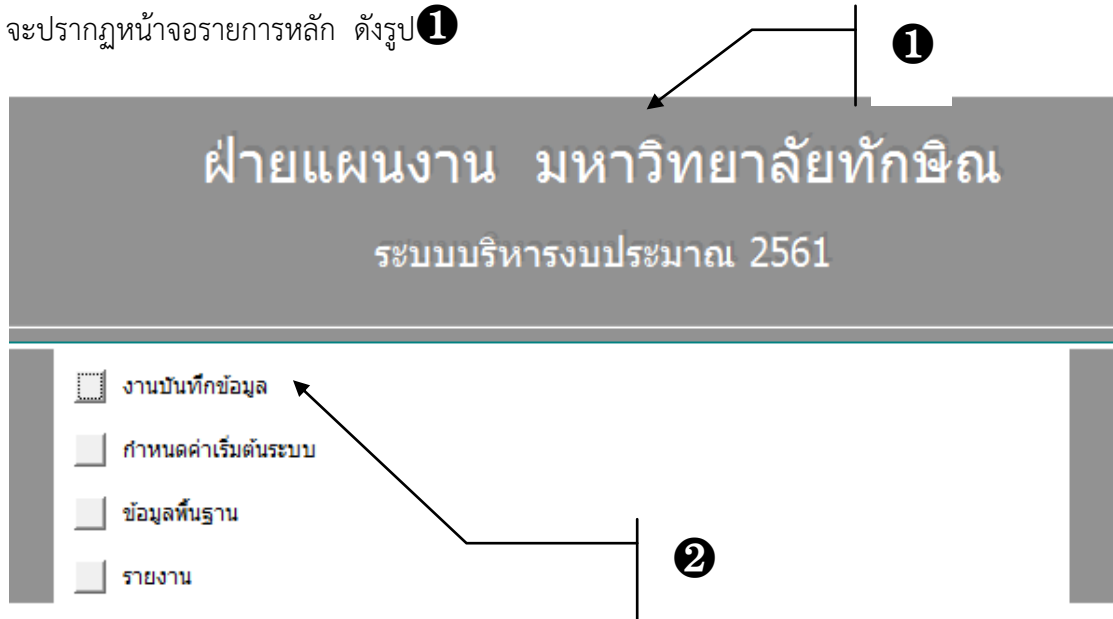 จะปรากฏหน้าจอรายการหลัก ดังรูป❶
❶
ฝ่ายแผนงาน มหาวิทยาลัยทักษิณ
ระบบบริหารงบประมาณ 2561
งานบันทึกข้อมูล
กำหนดค่าเริ่มต้นระบบ
ข้อมูลพื้นฐาน
❷
รายงาน